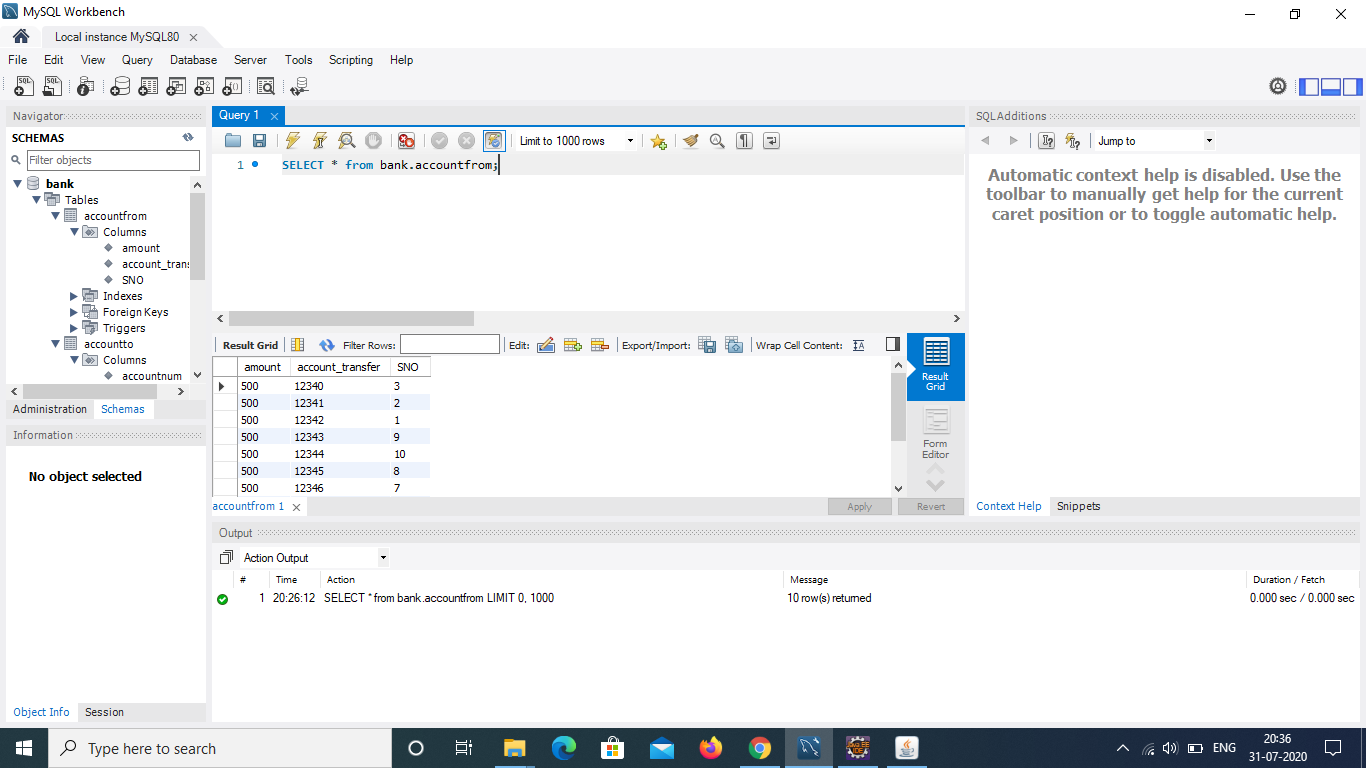 MySQL Workbench
Local instance MySQL80
File Edit View Query Database Server Tools Scripting Help
Navigator
SCHEMAS
Filter objects
bank
Tables
accountfrom
Columns
amount
account_trans
SNO
Indexes
Foreign Keys
Triggers
accountto
Columns
accountnum
Administration Schemas
Information
No object selected
Object Info Session
Query 1
Limit to 1000 rows
1 SELECT * from bank.accountfrom;
Result Grid Filter Rows: Edit: Export/Import: Wrap Cell Content:
amount account_transfer SNO
500 12340 3
500 12341 2
500 12342 1
500 12343 9
500 12344 10
500 12345 8
500 12346 7
Result
Grid
Form
Editor
accountfrom 1 Apply Revert
SQLAdditions
Jump to
Automatic context help is disabled. Use the
toolbar to manually get help for the current
caret position or to toggle automatic help.
Context Help Snippets
Output
Action Output
# Time Action Message Duration / Fetch
1 20:26:12 SELECT * from bank.accountfrom LIMIT 0, 1000 10 row(s) returned 0.000 sec / 0.000 sec
Type here to search
ENG
20:36
31-07-2020